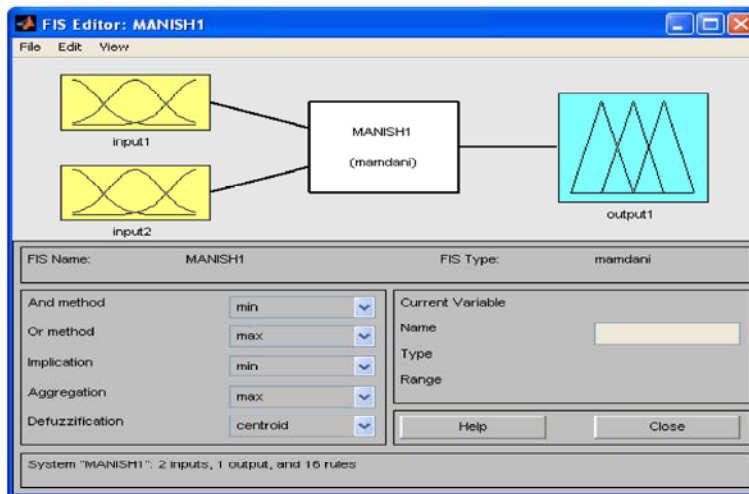 FIS Editor: MANISH1
File Edit View
input1
input2
MANISH1
(mamdani)
output1
FIS Name: MANISH1 FIS Type: mamdani
And method min
Or method max
Implication min
Aggregation max
Defuzzification centroid
Current Variable
Name
Type
Range
Help Close
System "MANISH1": 2 inputs, 1 output, and 16 rules